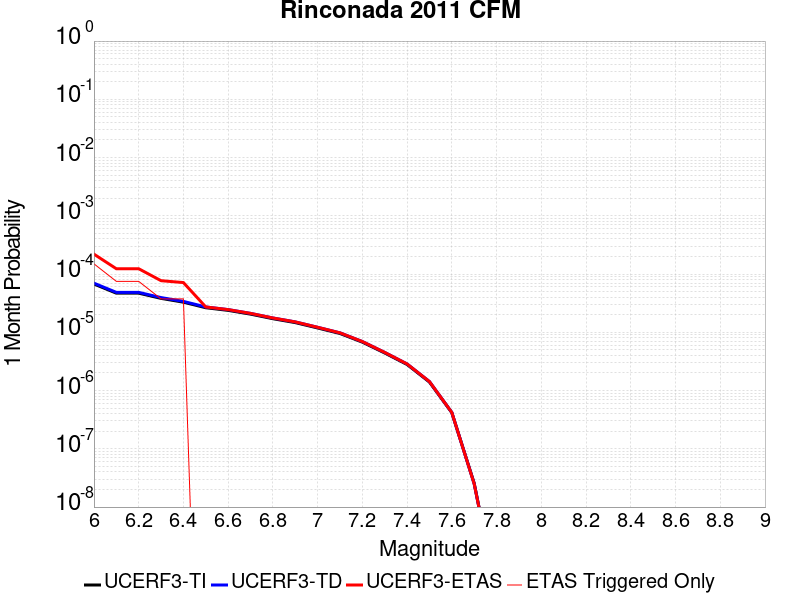 Rinconada 2011 CFM
10^0
10^-1
10^-2
10^-3
10^-4
10^-5
10^-6
10^-7
10^-8
1 Month Probability
6 6.2 6.4 6.6 6.8 7 7.2 7.4 7.6 7.8 8 8.2 8.4 8.6 8.8 9
Magnitude
UCERF3-TI UCERF3-TD UCERF3-ETAS ETAS Triggered Only